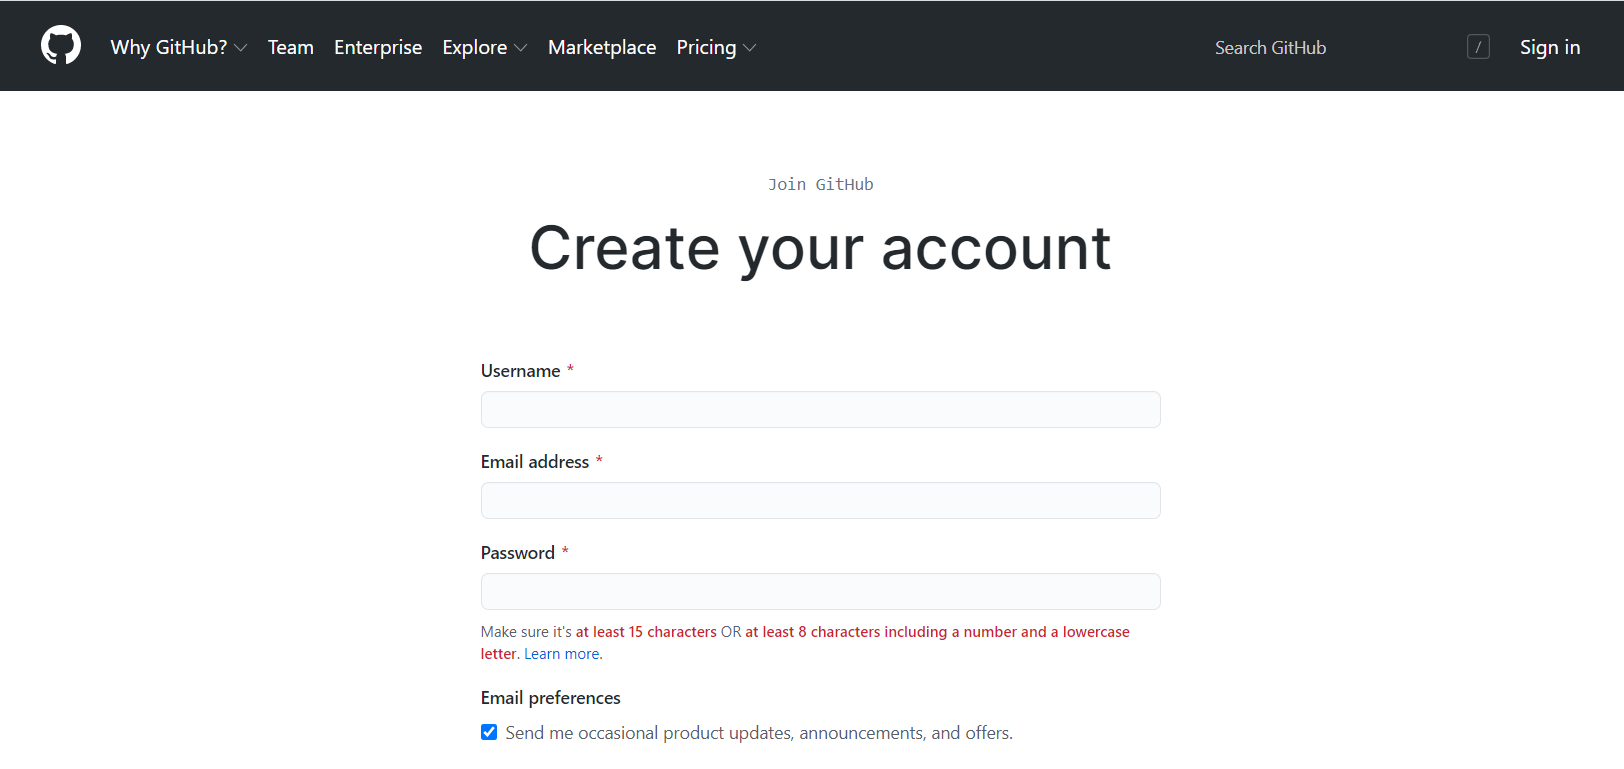 Why GitHub? Team Enterprise Explore Marketplace Pricing Search GitHub / Sign in
Join GitHub
Create your account
Username *
Email address *
Password *
Make sure it's at least 15 characters OR at least 8 characters including a number and a lowercase
letter. Learn more.
Email preferences
Send me occasional product updates, announcements, and offers.